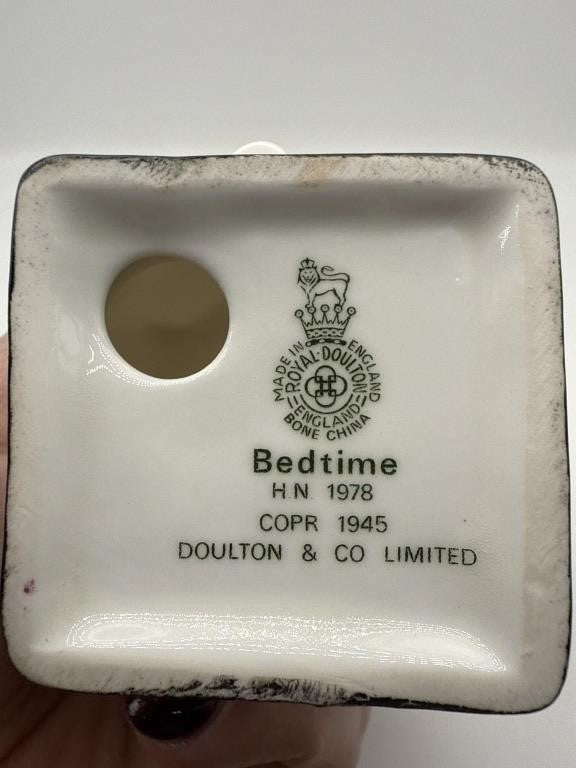 MADE IN ENGLAND
ROYAL·DOULTON
ENGLAND
BONE CHINA
Bedtime
H.N. 1978
COPR 1945
DOULTON & CO LIMITED